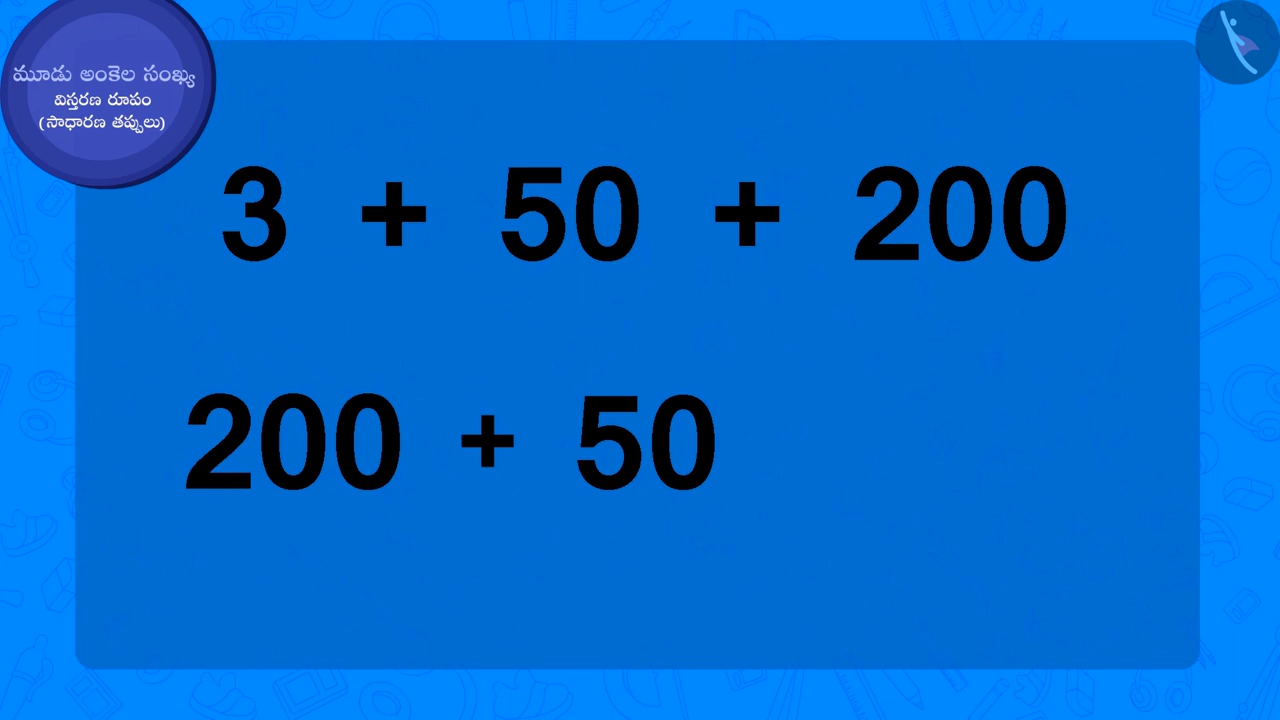 మూడు అంకెల సంఖ్య
విస్తరణ రూపం
(సాధారణ తప్పులు)
3 + 50 + 200
200 + 50